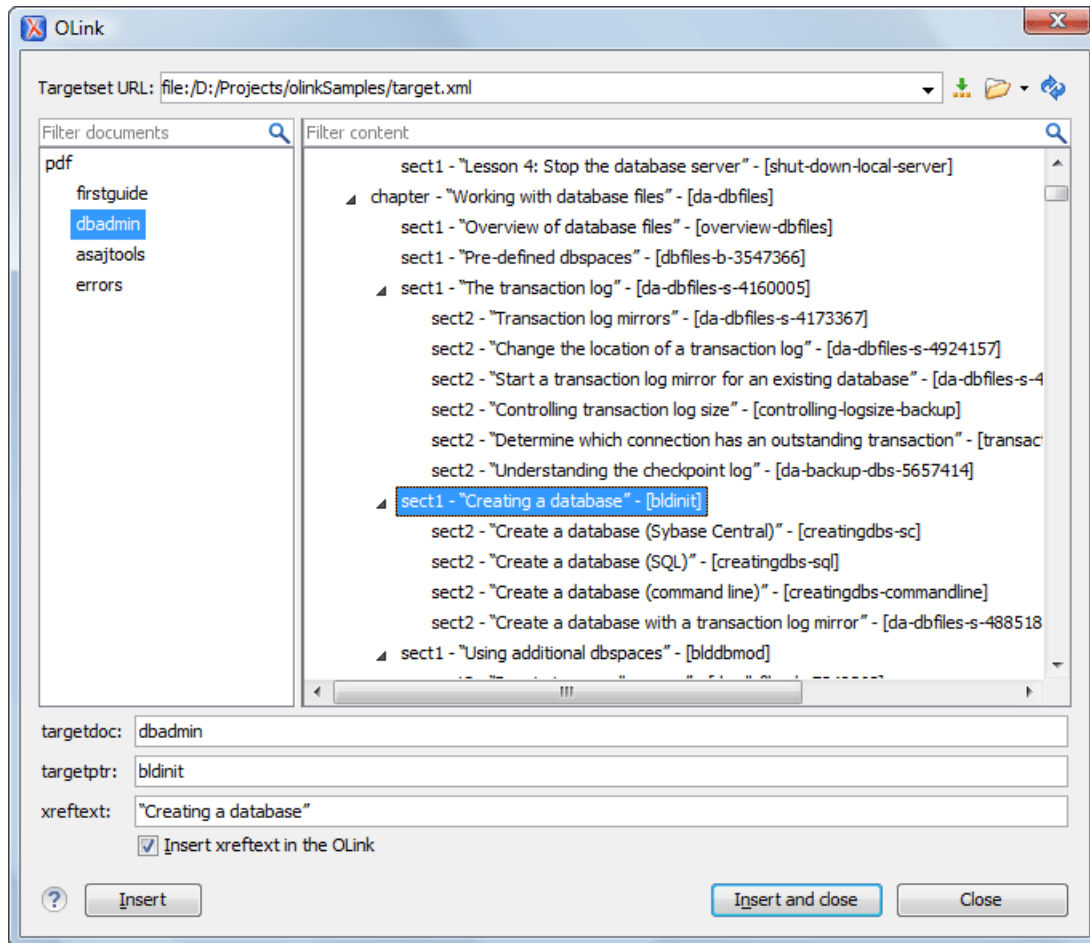 OLink
Targetset URL: file:/D:/Projects/olinkSamples/target.xml
Filter documents
pdf
firstguide
dbadmin
asajtools
errors
Filter content
sect1 - “Lesson 4: Stop the database server” - [shut-down-local-server]
chapter - “Working with database files” - [da-dbfiles]
sect1 - “Overview of database files” - [overview-dbfiles]
sect1 - “Pre-defined dbspaces” - [dbfiles-b-3547366]
sect1 - “The transaction log” - [da-dbfiles-s-4160005]
sect2 - “Transaction log mirrors” - [da-dbfiles-s-4173367]
sect2 - “Change the location of a transaction log” - [da-dbfiles-s-4924157]
sect2 - “Start a transaction log mirror for an existing database” - [da-dbfiles-s-4
sect2 - “Controlling transaction log size” - [controlling-logsize-backup]
sect2 - “Determine which connection has an outstanding transaction” - [transac
sect2 - “Understanding the checkpoint log” - [da-backup-dbs-5657414]
sect1 - “Creating a database” - [bldinit]
sect2 - “Create a database (Sybase Central)” - [creatingdbs-sc]
sect2 - “Create a database (SQL)” - [creatingdbs-sql]
sect2 - “Create a database (command line)” - [creatingdbs-commandline]
sect2 - “Create a database with a transaction log mirror” - [da-dbfiles-s-488518
sect1 - “Using additional dbspaces” - [blddbmod]
targetdoc: dbadmin
targetptr: bldinit
xreftext: “Creating a database”
Insert xreftext in the OLink
? Insert Insert and close Close